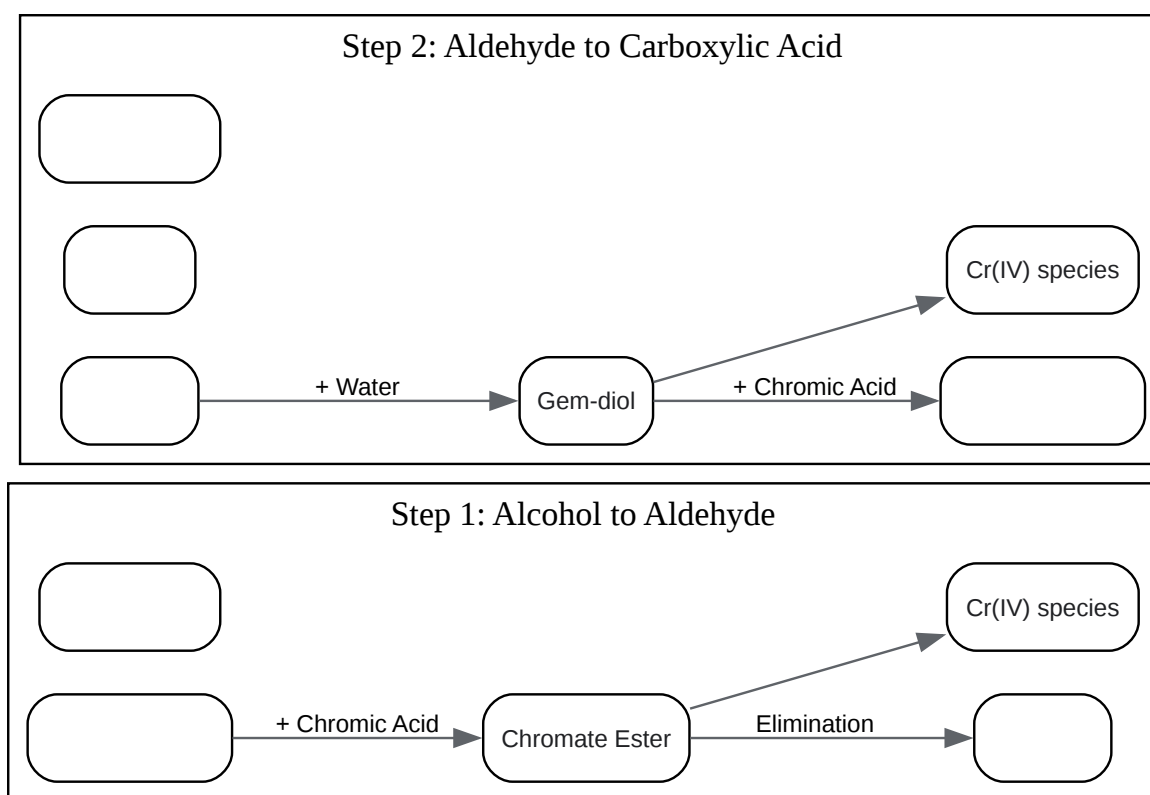 Step 2: Aldehyde to Carboxylic Acid
Cr(IV) species
+ Water
Gem-diol
+ Chromic Acid
Step 1: Alcohol to Aldehyde
Cr(IV) species
+ Chromic Acid
Chromate Ester
Elimination